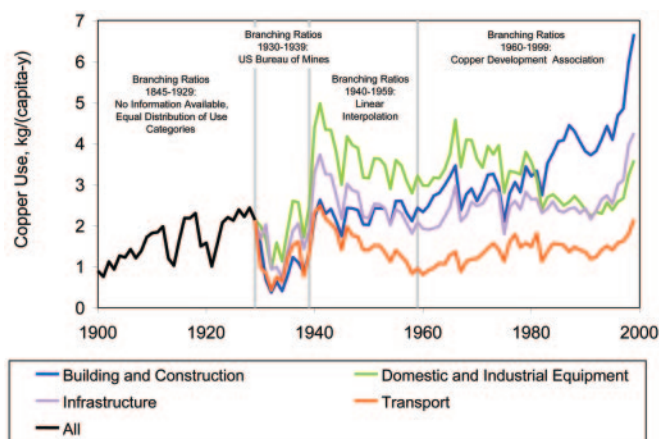 Copper Use, kg/(capita-y)
7
6
5
4
3
2
1
0
1900
1920
1940
1960
1980
2000
Branching Ratios
1845-1929:
No Information Available,
Equal Distribution of Use
Categories
Branching Ratios
1930-1939:
US Bureau of Mines
Branching Ratios
1940-1959:
Linear
Interpolation
Branching Ratios
1960-1999:
Copper Development Association
Building and Construction
Domestic and Industrial Equipment
Infrastructure
Transport
All